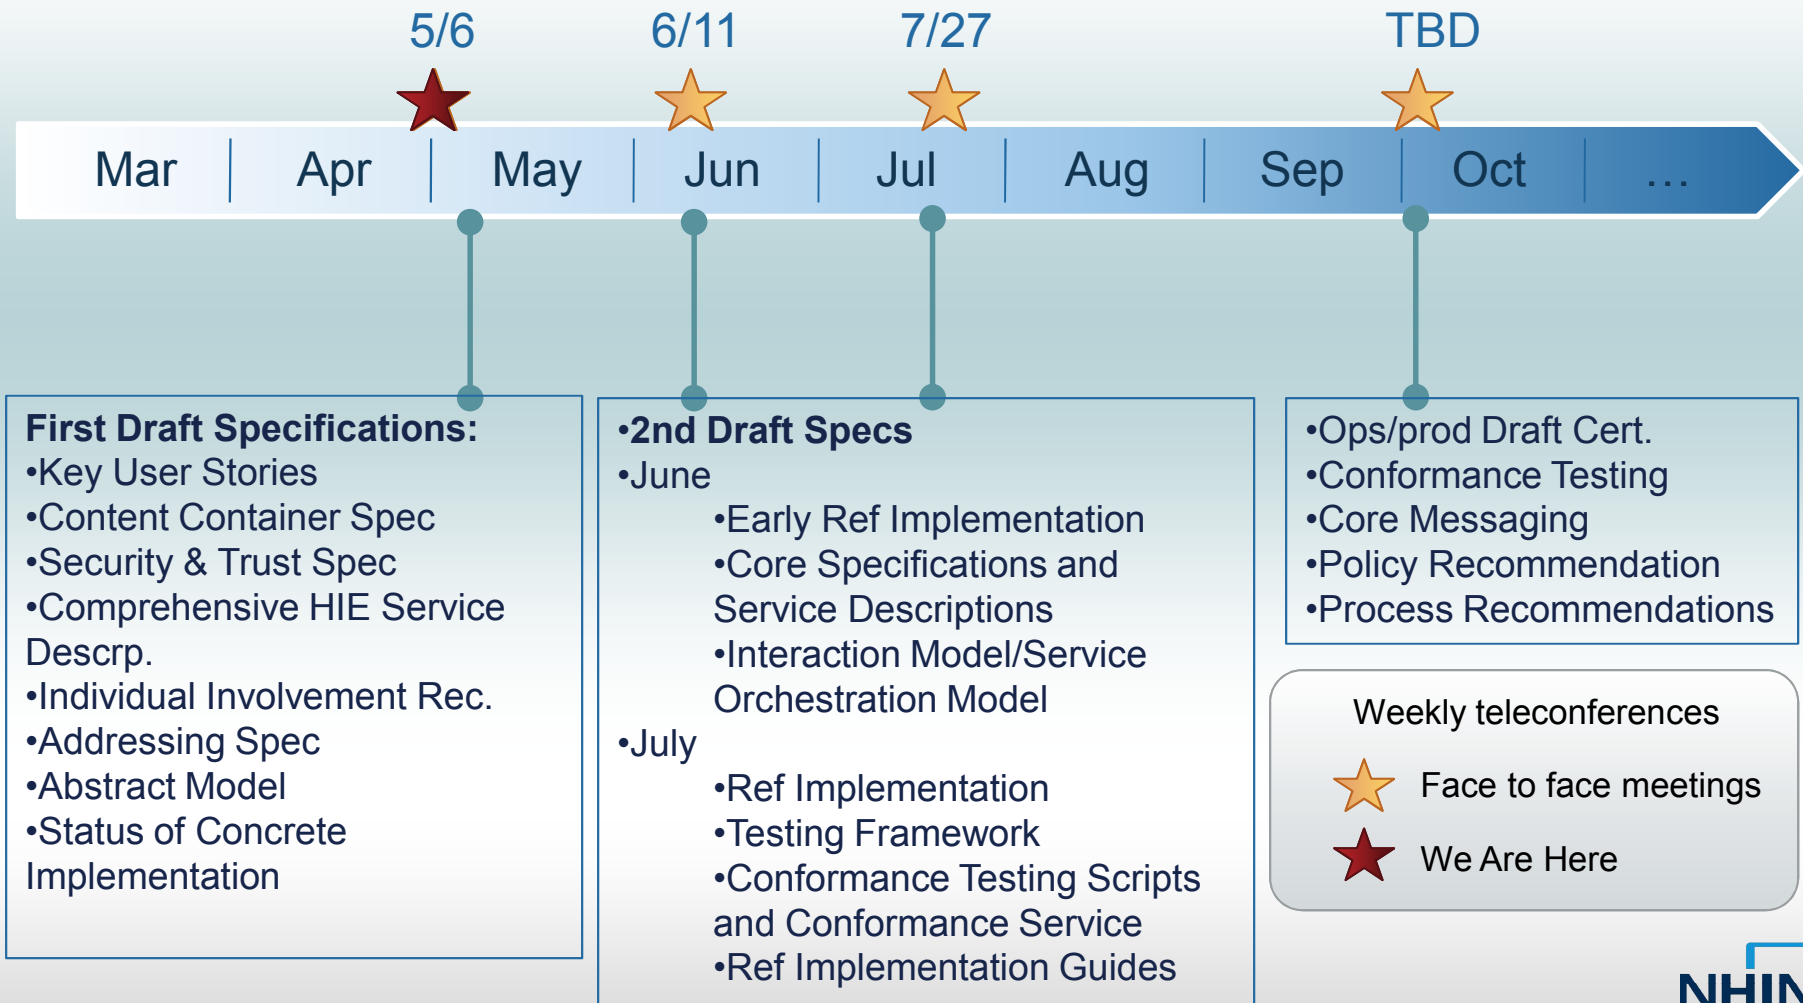 5/6
6/11
7/27
TBD
Mar
Apr
May
Jun
Jul
Aug
Sep
Oct
...
First Draft Specifications:
•Key User Stories
•Content Container Spec
•Security & Trust Spec
•Comprehensive HIE Service
Descrp.
•Individual Involvement Rec.
•Addressing Spec
•Abstract Model
•Status of Concrete
Implementation
•2nd Draft Specs
•June
•Early Ref Implementation
•Core Specifications and
Service Descriptions
•Interaction Model/Service
Orchestration Model
•July
•Ref Implementation
•Testing Framework
•Conformance Testing Scripts
and Conformance Service
•Ref Implementation Guides
•Ops/prod Draft Cert.
•Conformance Testing
•Core Messaging
•Policy Recommendation
•Process Recommendations
Weekly teleconferences
Face to face meetings
We Are Here
NHIN